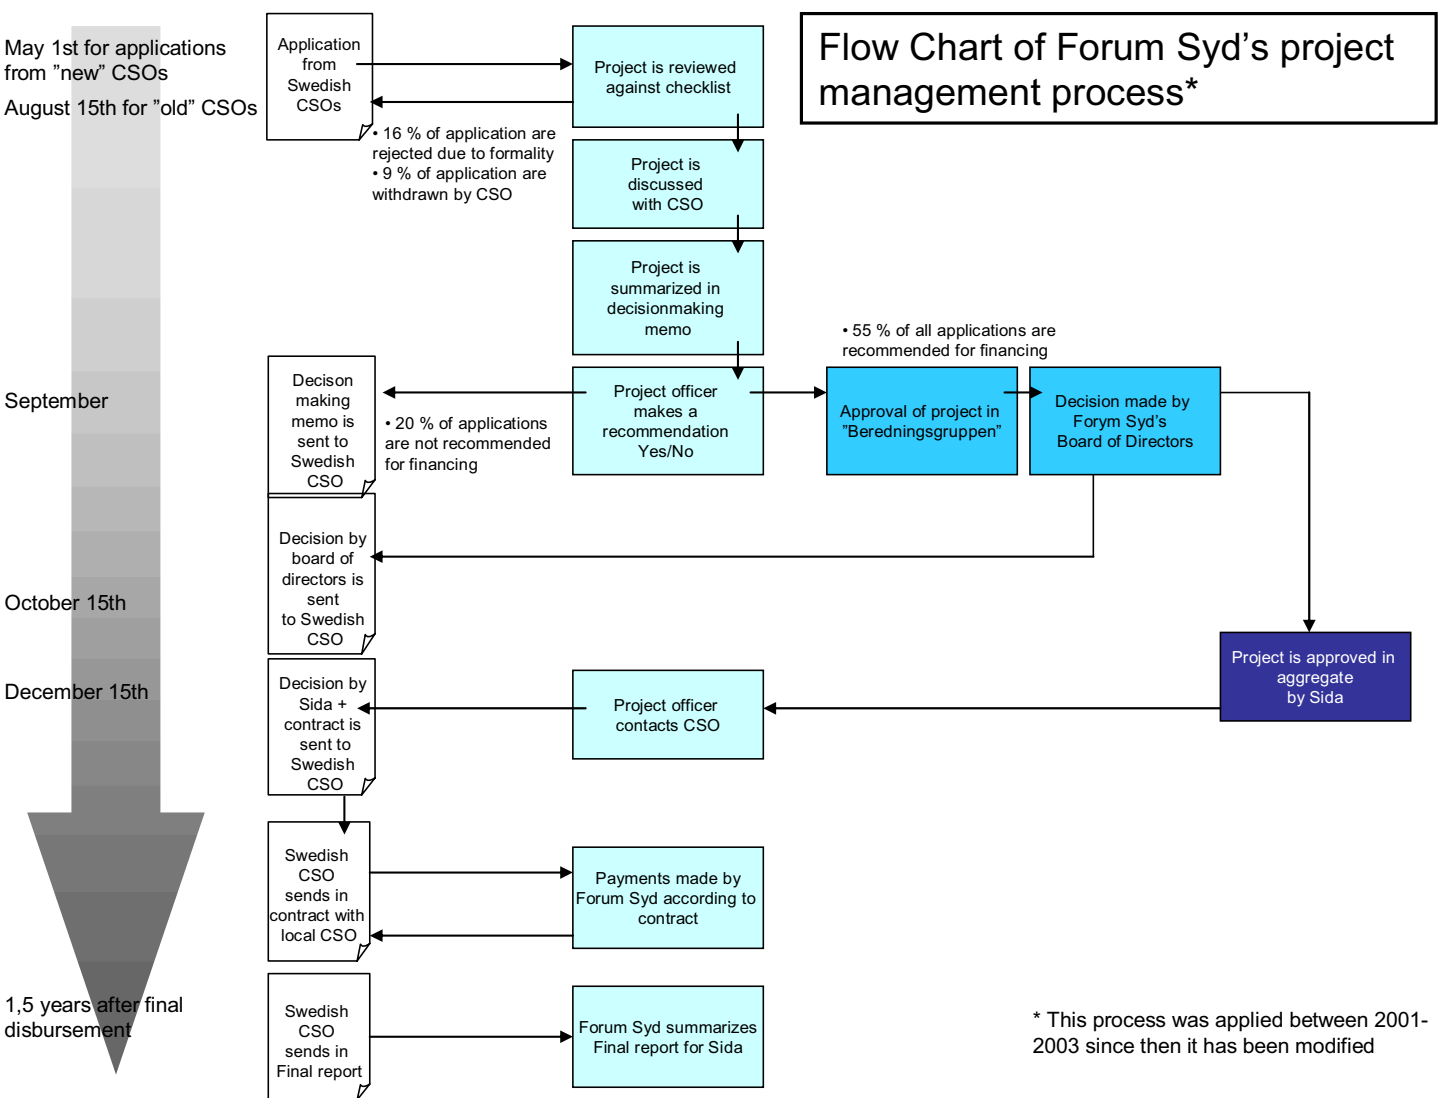 Flow Chart of Forum Syd’s project
management process*
May 1st for applications
from ”new” CSOs
August 15th for ”old” CSOs
Application
from
Swedish
CSOs
Project is reviewed
against checklist
• 16 % of application are
rejected due to formality
• 9 % of application are
withdrawn by CSO
Project is
discussed
with CSO
Project is
summarized in
decisionmaking
memo
• 55 % of all applications are
recommended for financing
September
Decison
making
memo is
sent to
Swedish
CSO
• 20 % of applications
are not recommended
for financing
Project officer
makes a
recommendation
Yes/No
Approval of project in
”Beredningsgruppen”
Decision made by
Forym Syd’s
Board of Directors
Decision by
board of
directors is
sent
to Swedish
CSO
October 15th
December 15th
Decision by
Sida +
contract is
sent to
Swedish
CSO
Project officer
contacts CSO
Project is approved in
aggregate
by Sida
Swedish
CSO
sends in
contract with
local CSO
Payments made by
Forum Syd according to
contract
1,5 years after final
disbursement
Swedish
CSO
sends in
Final report
Forum Syd summarizes
Final report for Sida
* This process was applied between 2001-
2003 since then it has been modified